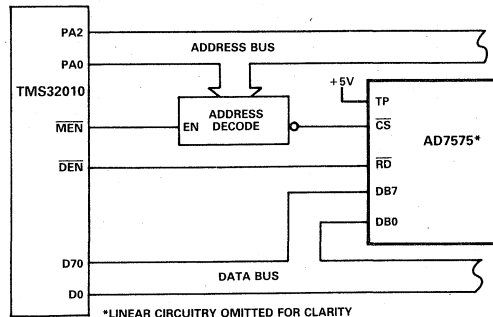 PA2
ADDRESS BUS
PA0
+5V
TMS32010
TP
ADDRESS
DECODE
MEN
EN
CS
AD7575*
DEN
RD
DB7
DB0
D70
DATA BUS
D0
*LINEAR CIRCUITRY OMITTED FOR CLARITY